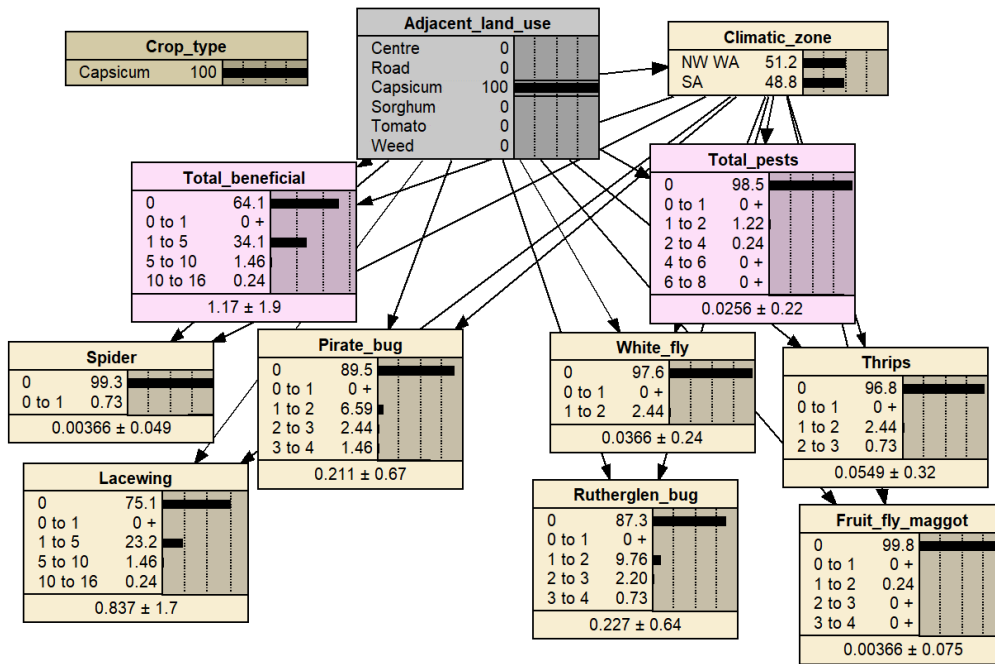 Crop_type
Capsicum 100
Adjacent_land_use
Centre 0
Road 0
Capsicum 100
Sorghum 0
Tomato 0
Weed 0
Climatic_zone
NW WA 51.2
SA 48.8
Total_beneficial
0 64.1
0 to 1 0 +
1 to 5 34.1
5 to 10 1.46
10 to 16 0.24
1.17 ± 1.9
Total_pests
0 98.5
0 to 1 0 +
1 to 2 1.22
2 to 4 0.24
4 to 6 0 +
6 to 8 0 +
0.0256 ± 0.22
Spider
0 99.3
0 to 1 0.73
0.00366 ± 0.049
Pirate_bug
0 89.5
0 to 1 0 +
1 to 2 6.59
2 to 3 2.44
3 to 4 1.46
0.211 ± 0.67
White_fly
0 97.6
0 to 1 0 +
1 to 2 2.44
0.0366 ± 0.24
Thrips
0 96.8
0 to 1 0 +
1 to 2 2.44
2 to 3 0.73
0.0549 ± 0.32
Lacewing
0 75.1
0 to 1 0 +
1 to 5 23.2
5 to 10 1.46
10 to 16 0.24
0.837 ± 1.7
Rutherglen_bug
0 87.3
0 to 1 0 +
1 to 2 9.76
2 to 3 2.20
3 to 4 0.73
0.227 ± 0.64
Fruit_fly_maggot
0 99.8
0 to 1 0 +
1 to 2 0.24
2 to 3 0 +
3 to 4 0 +
0.00366 ± 0.075